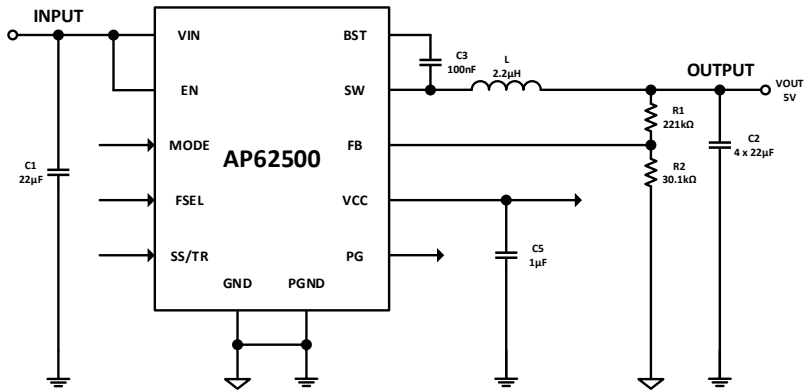 INPUT
VIN
BST
C3
100nF
L
2.2µH
OUTPUT
VOUT
5V
EN
SW
R1
221kΩ
C2
4 x 22µF
MODE
AP62500
FB
R2
30.1kΩ
C1
22µF
FSEL
VCC
SS/TR
PG
C5
1µF
GND
PGND